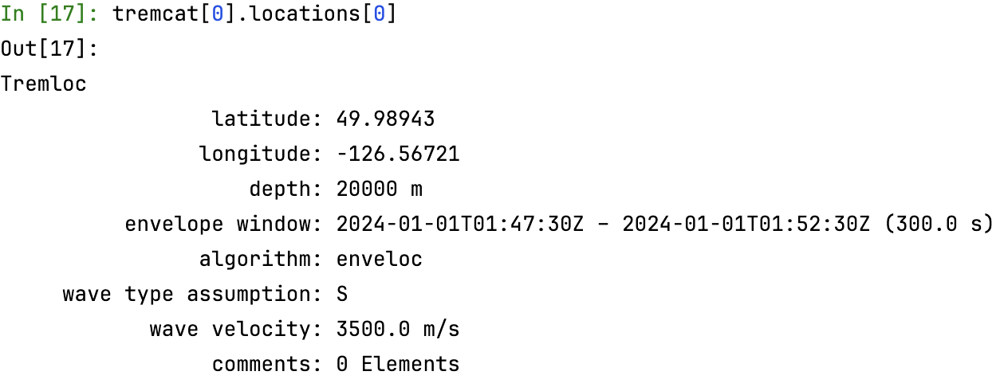 In [17]: tremcat[0].locations[0]
Out[17]:
Tremloc
latitude: 49.98943
longitude: -126.56721
depth: 20000 m
envelope window: 2024-01-01T01:47:30Z – 2024-01-01T01:52:30Z (300.0 s)
algorithm: enveloc
wave type assumption: S
wave velocity: 3500.0 m/s
comments: 0 Elements